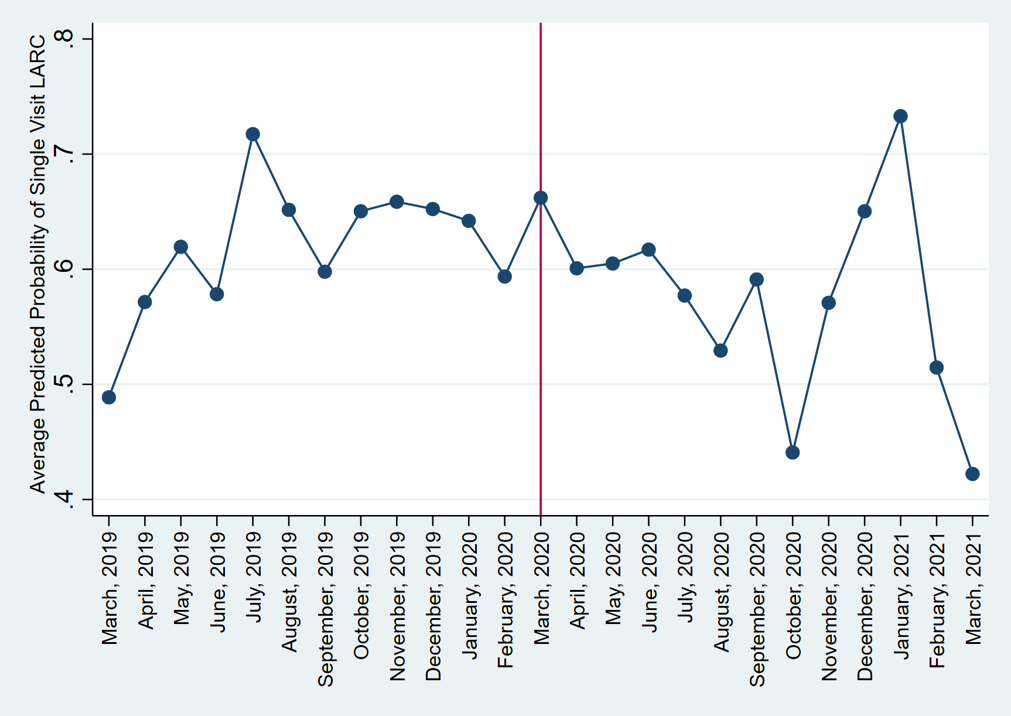 Average Predicted Probability of Single Visit LARC
.8
.7
.6
.5
.4
March, 2019
April, 2019
May, 2019
June, 2019
July, 2019
August, 2019
September, 2019
October, 2019
November, 2019
December, 2019
January, 2020
February, 2020
March, 2020
April, 2020
May, 2020
June, 2020
July, 2020
August, 2020
September, 2020
October, 2020
November, 2020
December, 2020
January, 2021
February, 2021
March, 2021